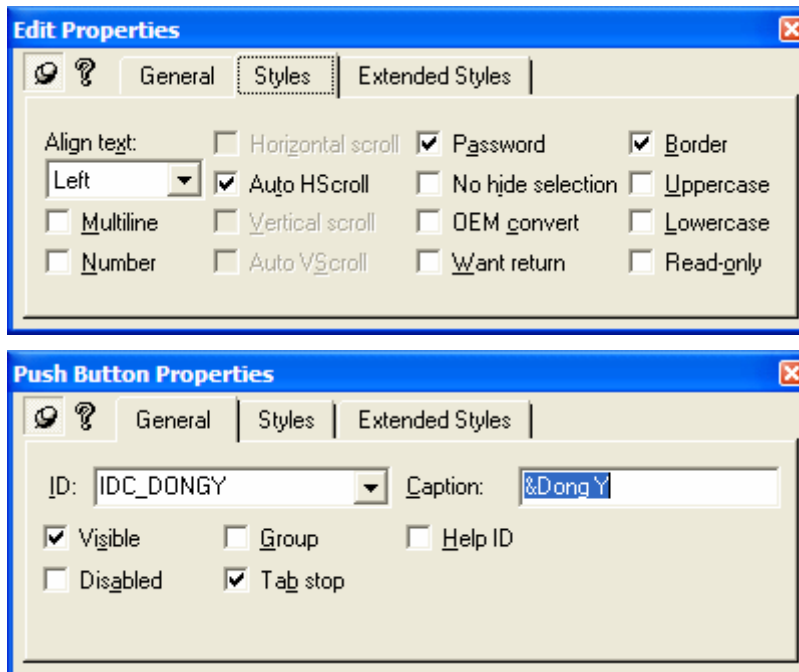 Edit Properties
General Styles Extended Styles
Align text: Horizontal scroll Password Border
Left Auto HScroll No hide selection Uppercase
Multiline Vertical scroll OEM convert Lowercase
Number Auto VScroll Want return Read-only
Push Button Properties
General Styles Extended Styles
ID: IDC_DONGY Caption: &Dong Y
Visible Group Help ID
Disabled Tab stop